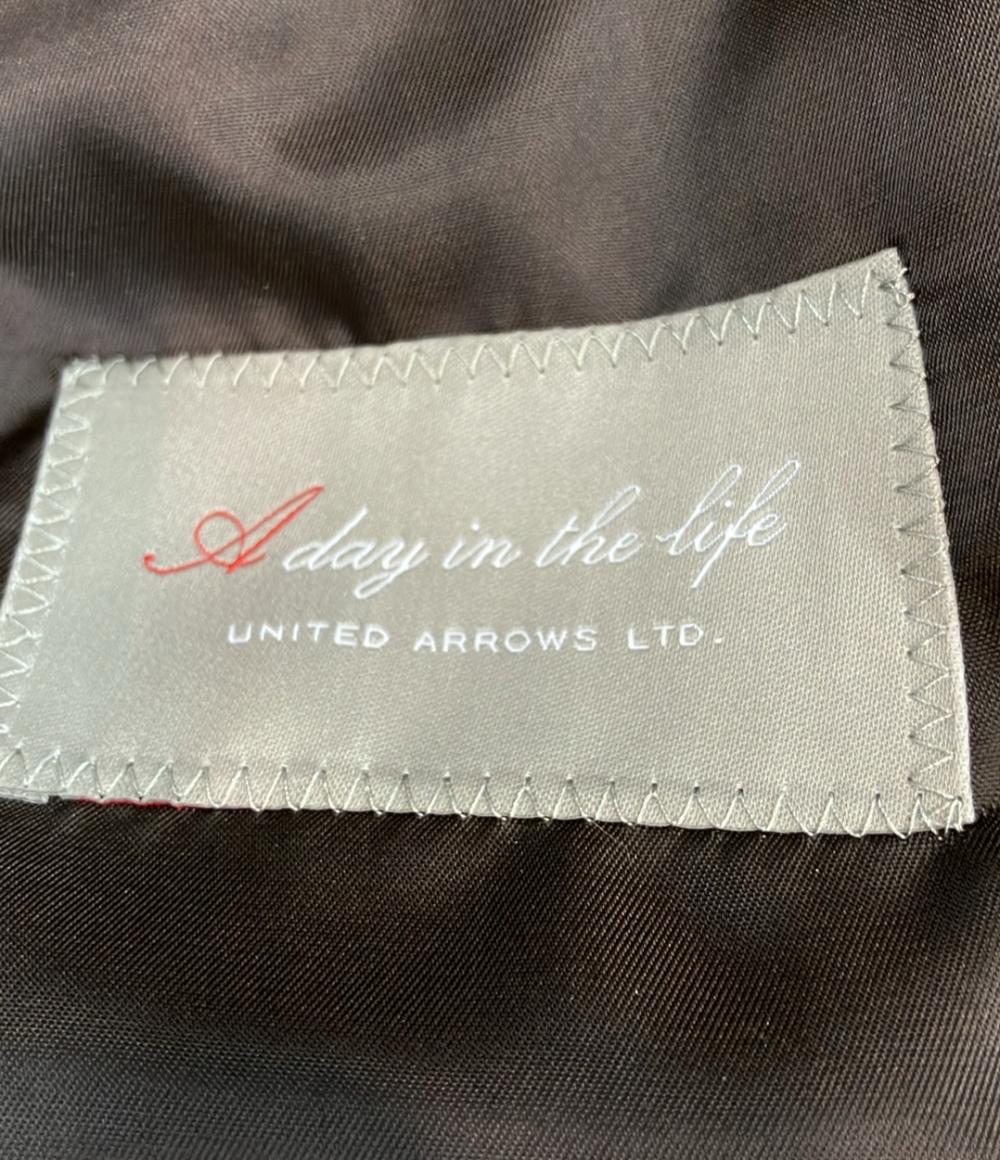 A day in the life
UNITED ARROWS LTD.